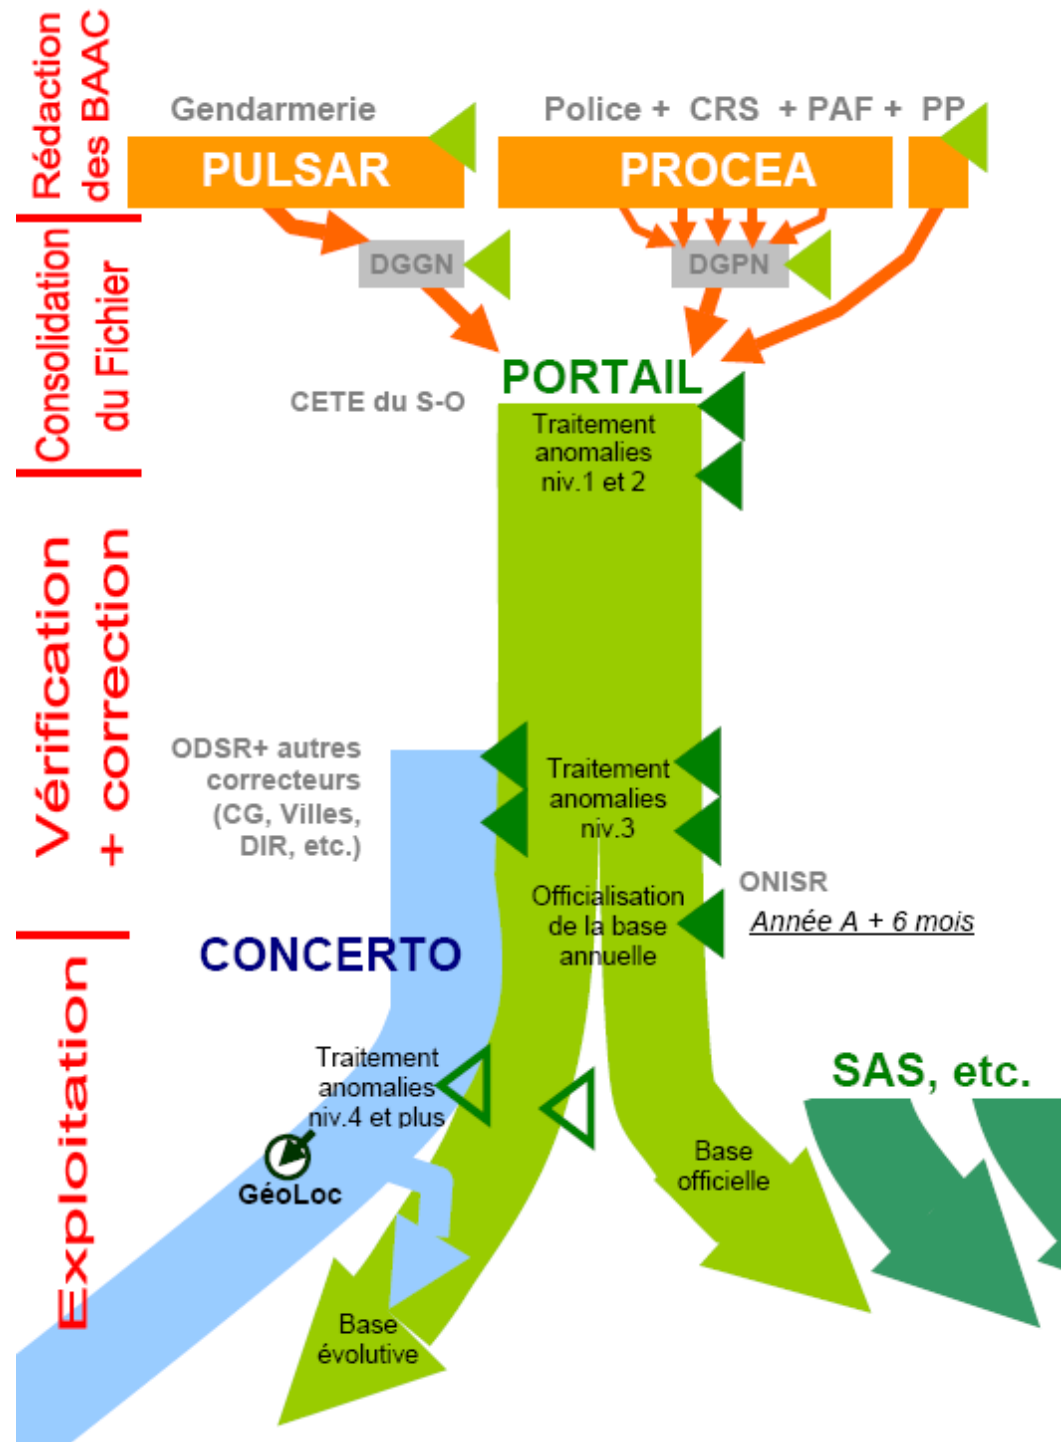 Rédaction
des BAAC
Gendarmerie
Police + CRS + PAF + PP
PULSAR
PROCEA
Consolidation
du Fichier
DGGN
DGPN
PORTAIL
CETE du S-O
Traitement
anomalies
niv.1 et 2
Vérification
+ correction
ODSR+ autres
correcteurs
(CG, Villes,
DIR, etc.)
Traitement
anomalies
niv.3
ONISR
Année A + 6 mois
Officialisation
de la base
annuelle
CONCERTO
Exploitation
Traitement
anomalies
niv.4 et plus
GéoLoc
SAS, etc.
Base
officielle
Base
évolutive